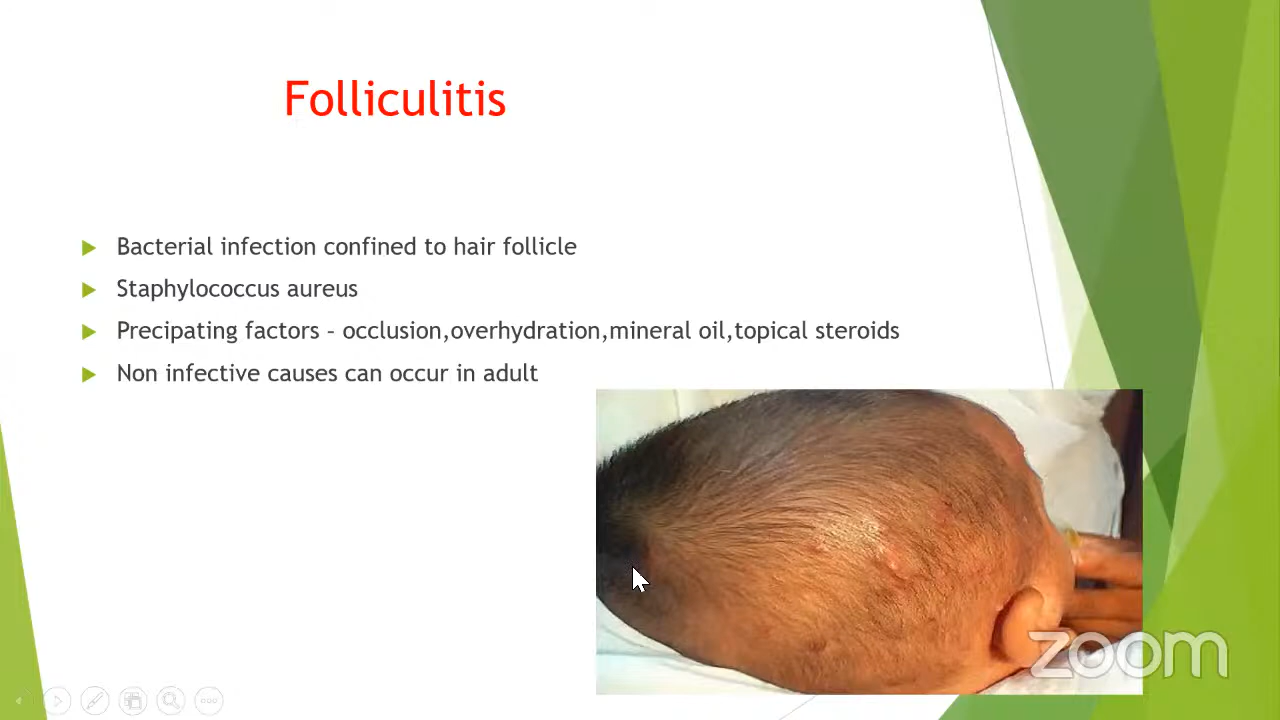 Folliculitis
Bacterial infection confined to hair follicle
Staphylococcus aureus
Precipating factors – occlusion,overhydration,mineral oil,topical steroids
Non infective causes can occur in adult
zoom